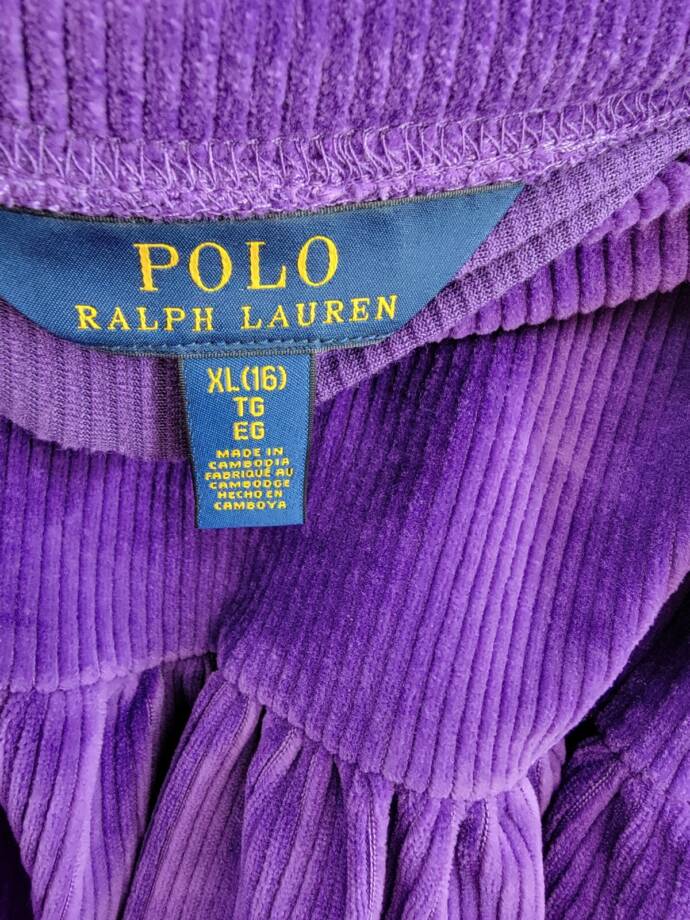 POLO
RALPH LAUREN
XL(16)
TG
EG
MADE IN
CAMBODIA
FABRIQUÉ AU
CAMBODGE
HECHO EN
CAMBOYA